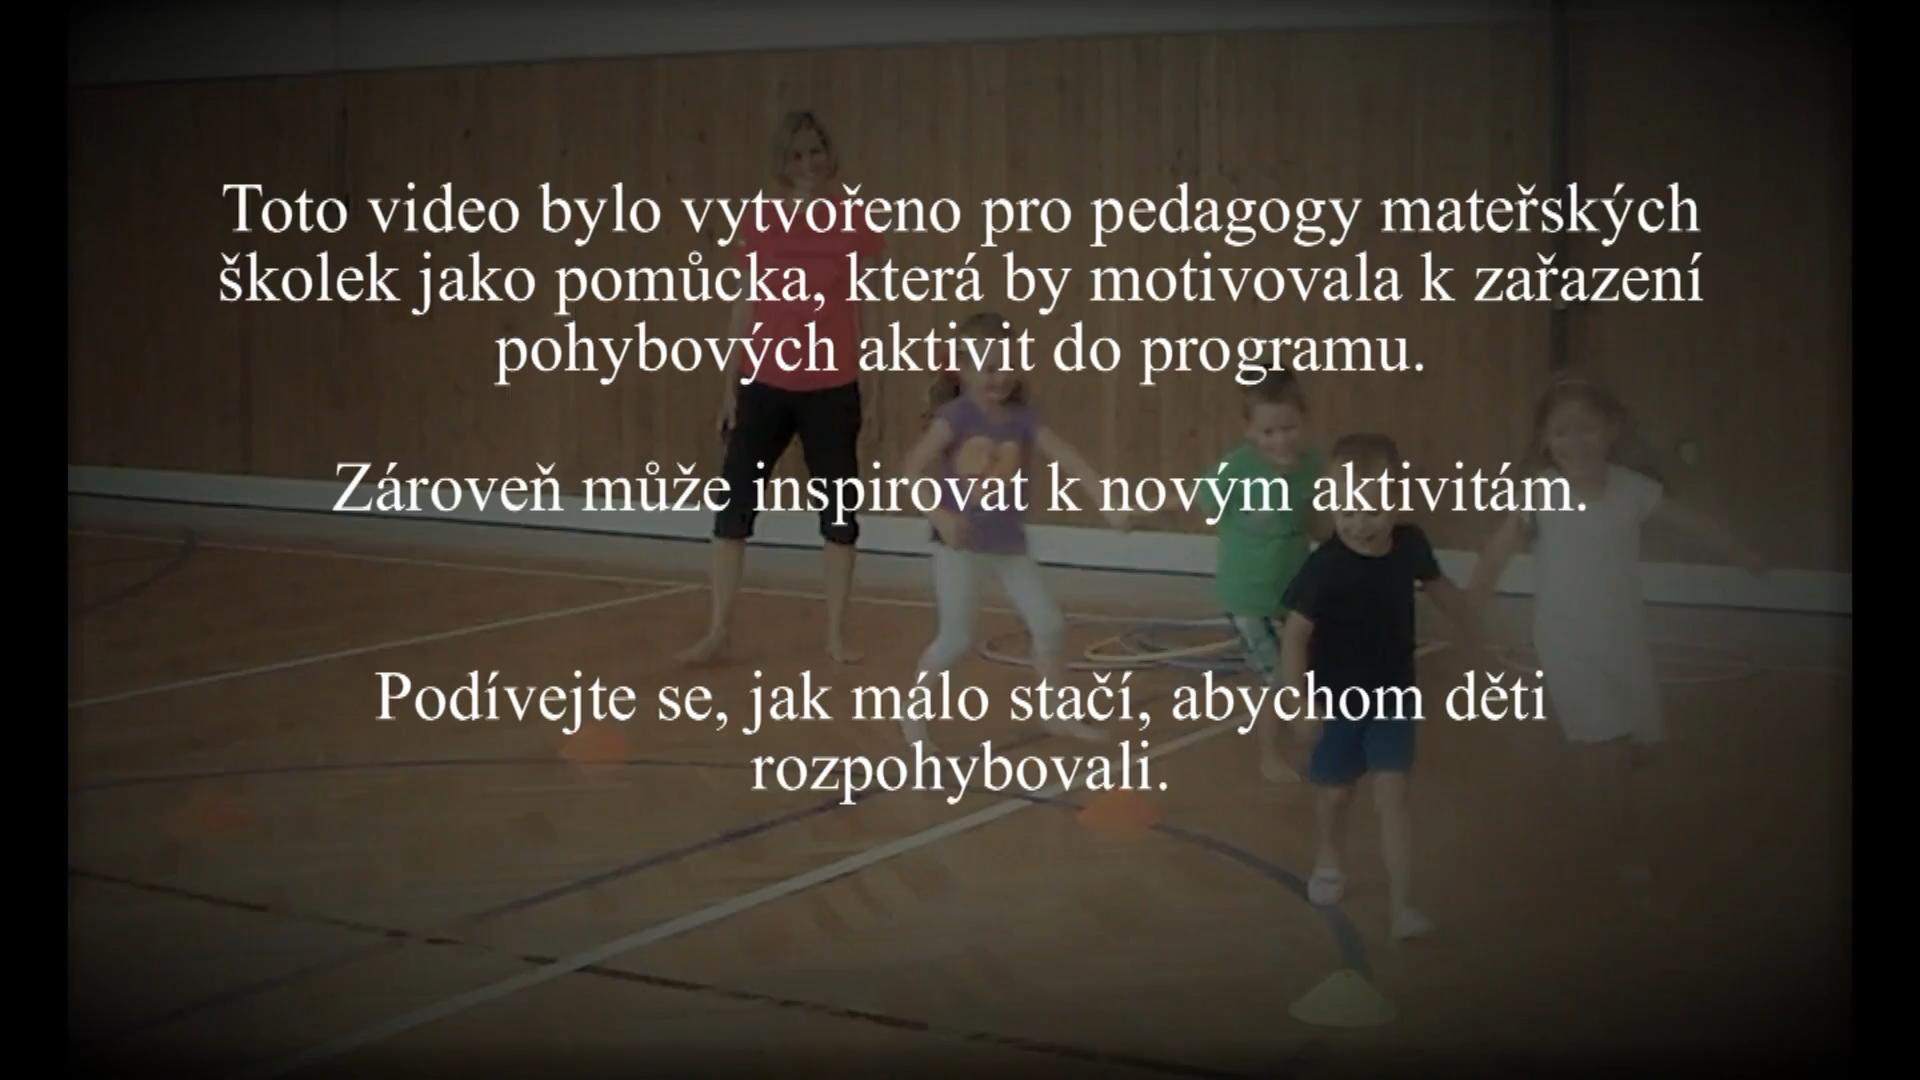 Toto video bylo vytvořeno pro pedagogy mateřských
školek jako pomůcka, která by motivovala k zařazení
pohybových aktivit do programu.
Zároveň může inspirovat k novým aktivitám.
Podívejte se, jak málo stačí, abychom děti
rozpohybovali.